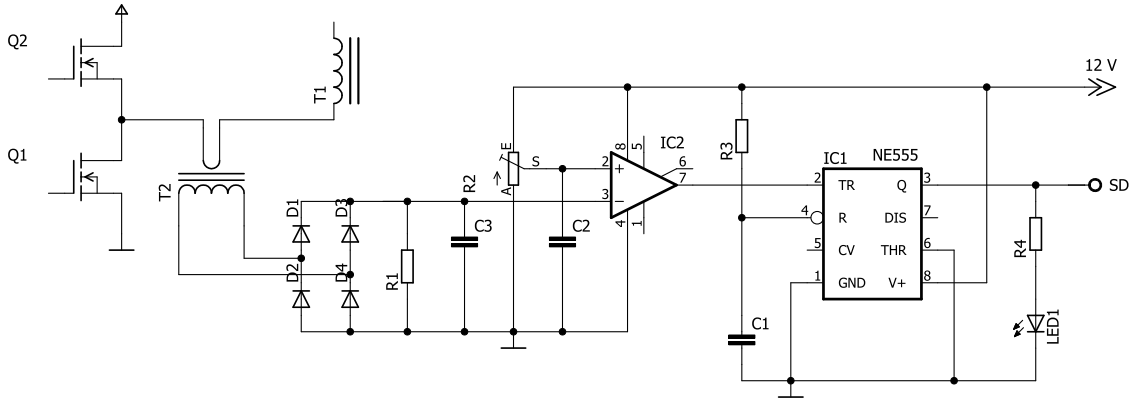 Q2
T1
12 V
Q1
T2
D1
D3
D2
D4
R1
R2
C3
E
S
A
C2
8
5
IC2
2
+
6
7
3
-
4
1
R3
C1
IC1
NE555
2
TR
Q
3
4
R
DIS
7
5
CV
THR
6
1
GND
V+
8
SD
R4
LED1